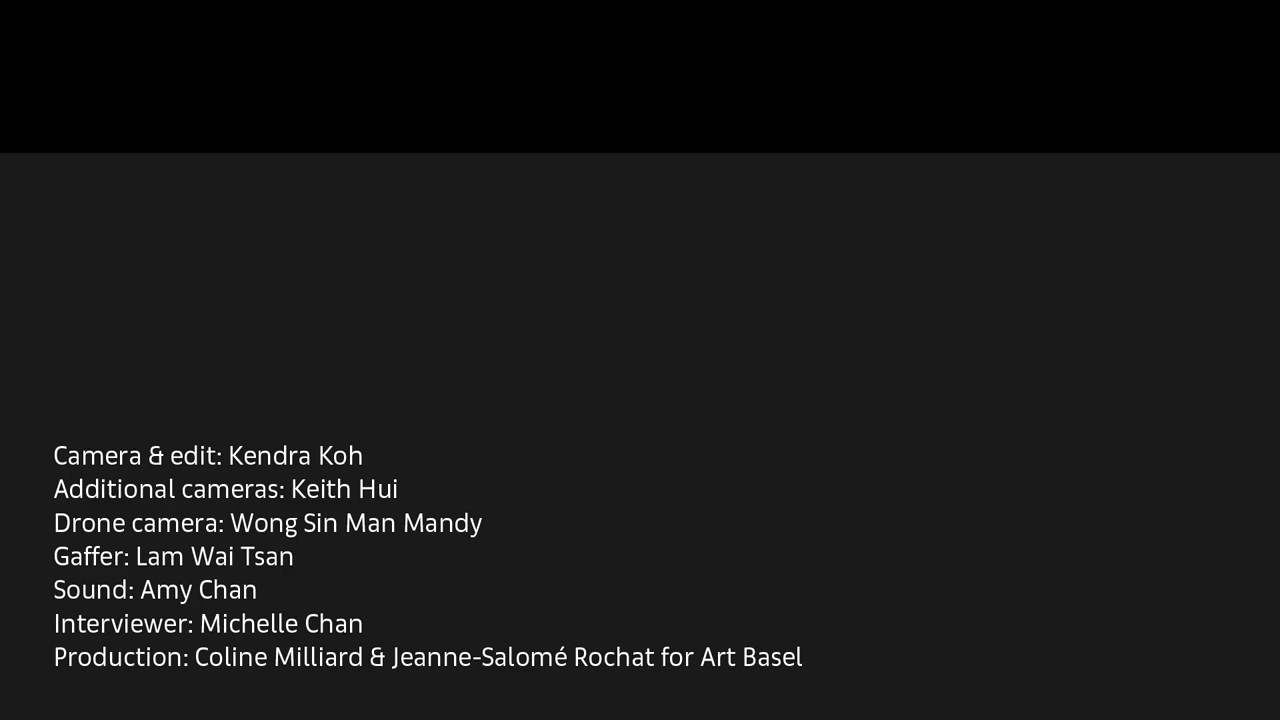 Camera & edit: Kendra Koh
Additional cameras: Keith Hui
Drone camera: Wong Sin Man Mandy
Gaffer: Lam Wai Tsan
Sound: Amy Chan
Interviewer: Michelle Chan
Production: Coline Milliard & Jeanne-Salomé Rochat for Art Basel